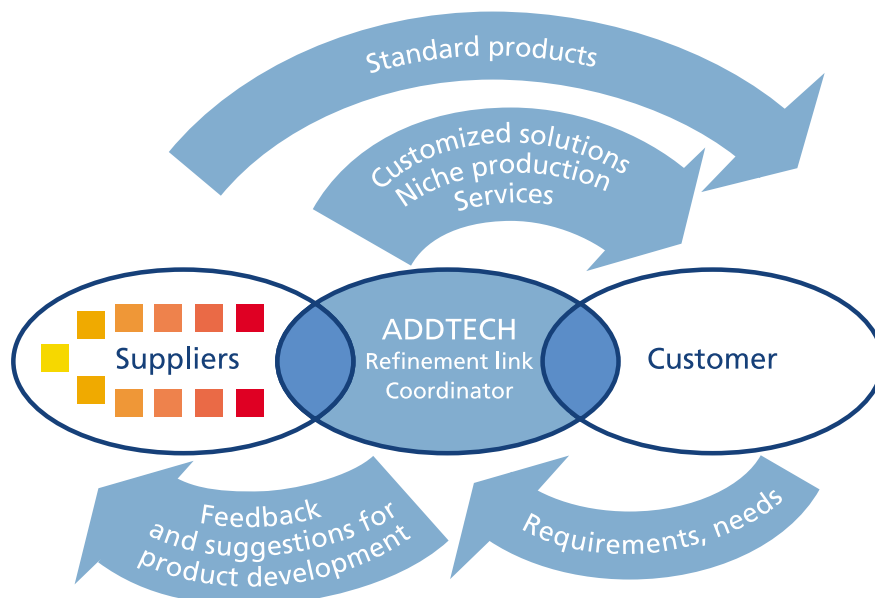 Standard products
Customized solutions
Niche production
Services
Suppliers
ADDTECH
Refinement link
Coordinator
Customer
Feedback
and suggestions for
product development
Requirements, needs